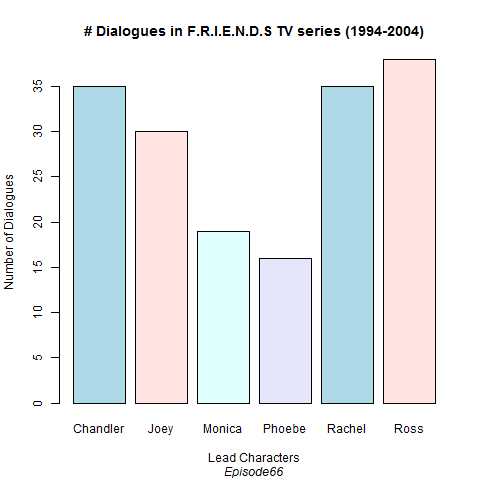 # Dialogues in F.R.I.E.N.D.S TV series (1994-2004)
Number of Dialogues
35
30
25
20
15
10
5
0
Chandler Joey Monica Phoebe Rachel Ross
Lead Characters
Episode66